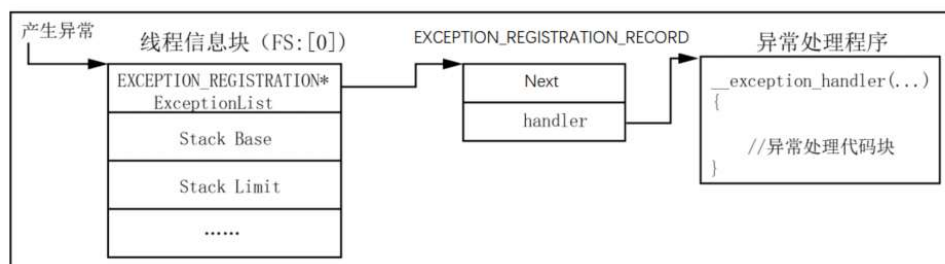 产生异常
线程信息块（FS:[0]）
EXCEPTION_REGISTRATION*
ExceptionList
Stack Base
Stack Limit
……
EXCEPTION_REGISTRATION_RECORD
Next
handler
异常处理程序
__exception_handler(...)
{
//异常处理代码块
}